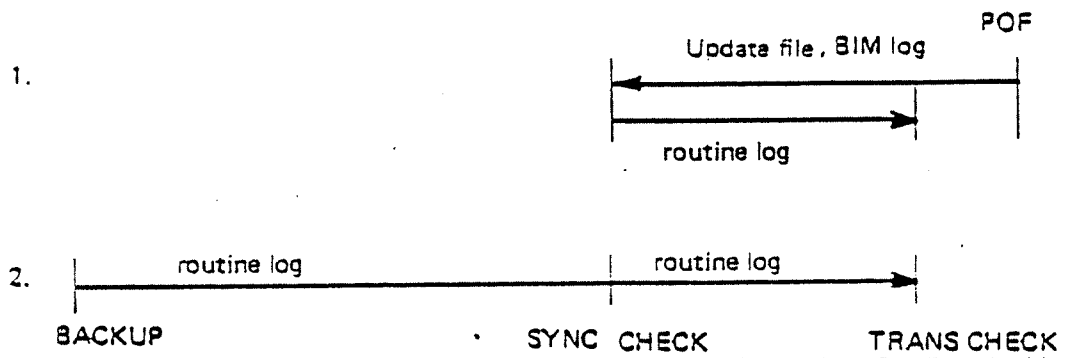 POF
1. Update file, BIM log
routine log
2. routine log routine log
BACKUP SYNC CHECK TRANS CHECK